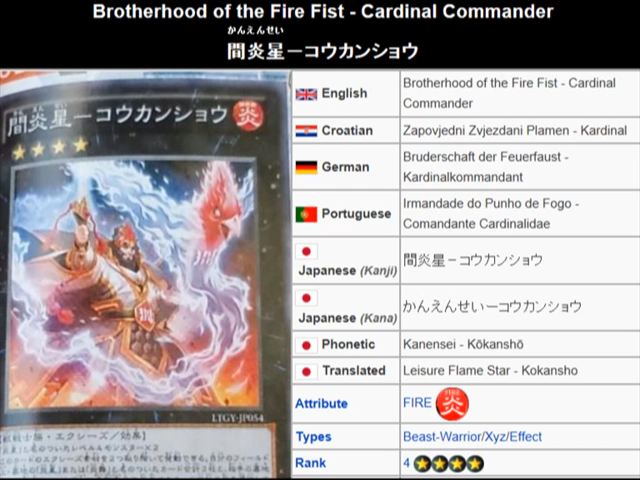 Brotherhood of the Fire Fist - Cardinal Commander
かんえんせい
間炎星－コウカンショウ
間炎星－コウカンショウ 炎
LTGY-JP054
English
Brotherhood of the Fire Fist - Cardinal
Commander
Croatian
Zapovjedni Zvjezdani Plamen - Kardinal
German
Bruderschaft der Feuerfaust -
Kardinalkommandant
Portuguese
Irmandade do Punho de Fogo -
Comandante Cardinalidae
Japanese (Kanji)
間炎星－コウカンショウ
Japanese (Kana)
かんえんせいーコウカンショウ
Phonetic
Kanensei - Kōkanshō
Translated
Leisure Flame Star - Kokansho
Attribute
FIRE 炎
Types
Beast-Warrior/Xyz/Effect
Rank
4